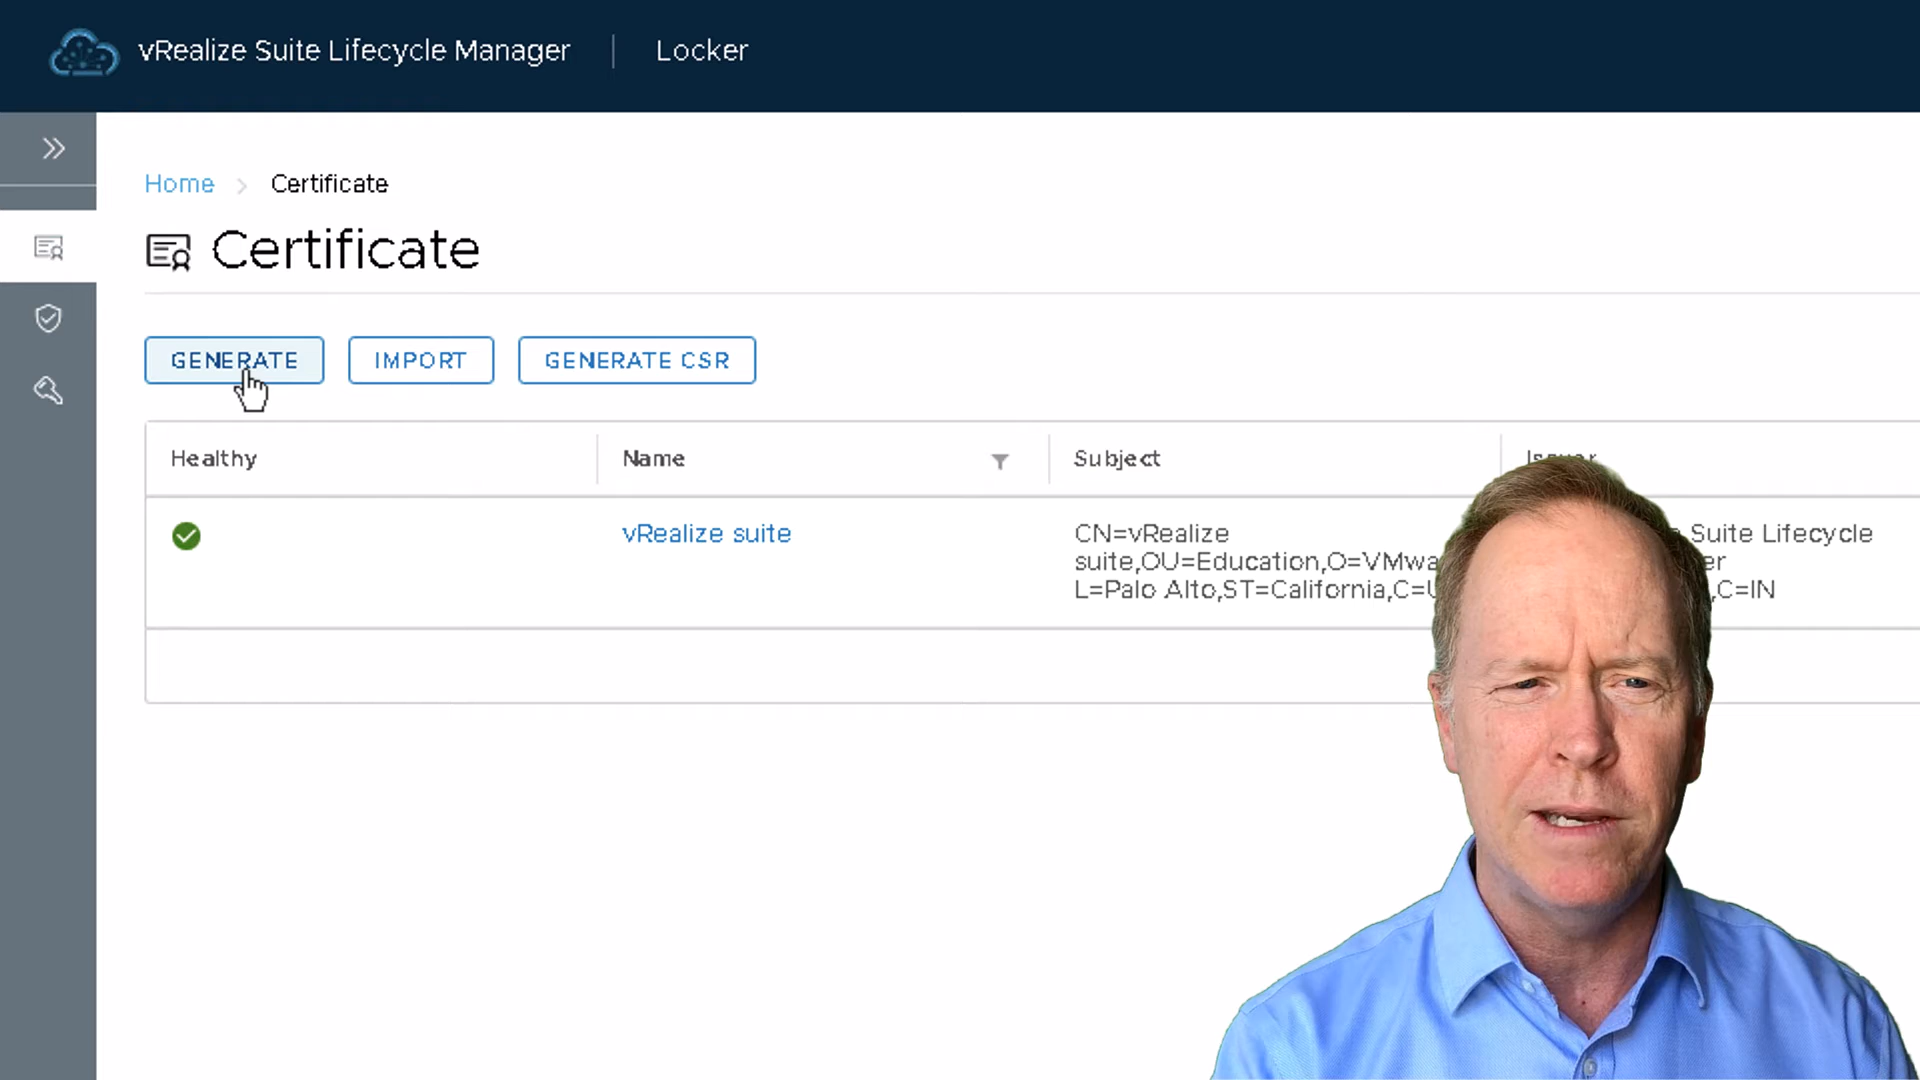 vRealize Suite Lifecycle Manager | Locker
Home > Certificate
Certificate
GENERATE IMPORT GENERATE CSR
Healthy Name Subject Issuer
vRealize suite
CN=vRealize
suite,OU=Education,O=VMwa
L=Palo Alto,ST=California,C=U
Suite Lifecycle
er
,C=IN